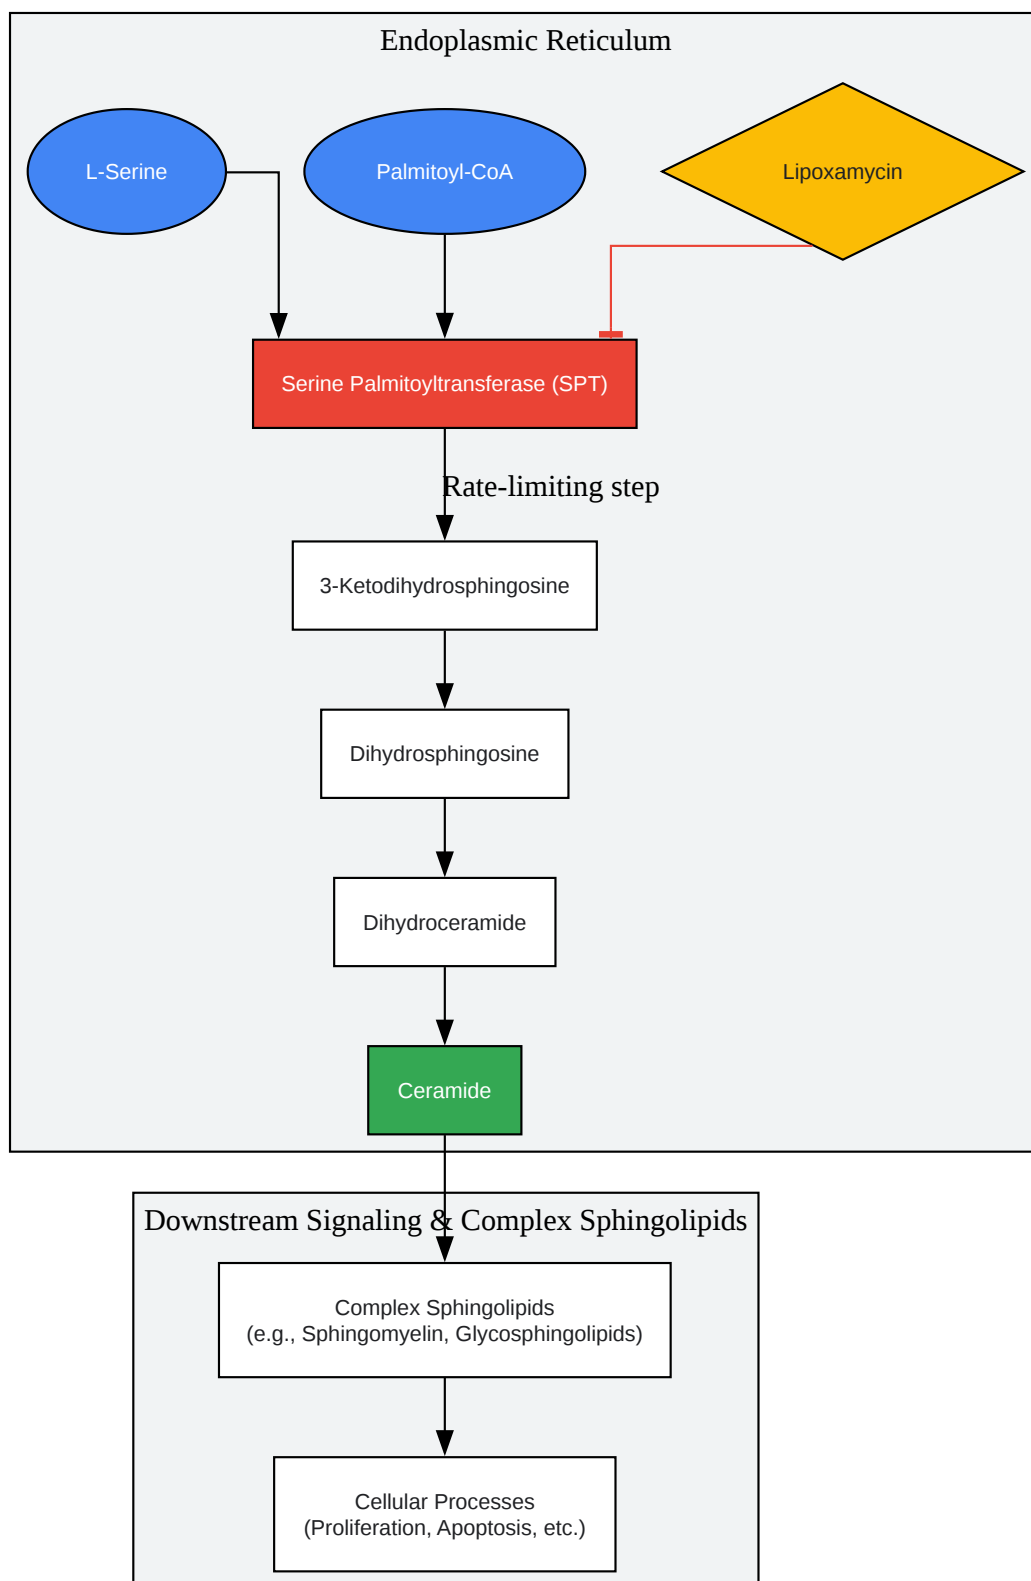 Endoplasmic Reticulum
L-Serine
Palmitoyl-CoA
Lipoxamycin
Serine Palmitoyltransferase (SPT)
Rate-limiting step
3-Ketodihydrosphingosine
Dihydrosphingosine
Dihydroceramide
Ceramide
Downstream Signaling & Complex Sphingolipids
Complex Sphingolipids
(e.g., Sphingomyelin, Glycosphingolipids)
Cellular Processes
(Proliferation, Apoptosis, etc.)